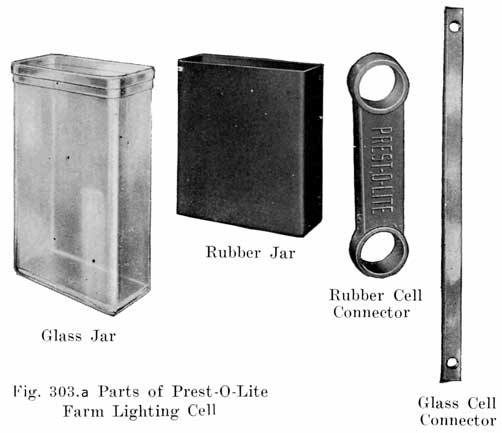 PREST-O-LITE
Rubber Jar
Rubber Cell
Connector
Glass Jar
Fig. 303.a Parts of Prest-O-Lite
Farm Lighting Cell
Glass Cell
Connector